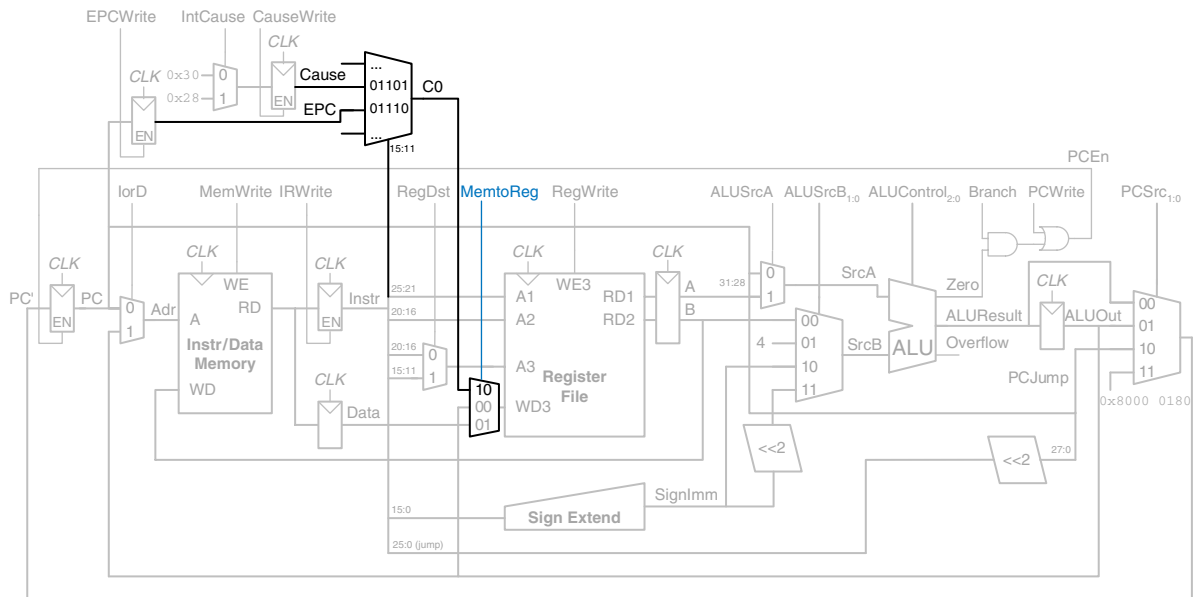 EPCWrite IntCause CauseWrite
CLK
CLK
0x30 0
0x28 1
EN
Cause
EPC
EN
...
01101
01110
...
C0
15:11
PCEn
IorD MemWrite IRWrite RegDst MemtoReg RegWrite ALUSrcA ALUSrcB1:0 ALUControl2:0 Branch PCWrite PCSrc1:0
CLK CLK CLK CLK CLK CLK
PC'
EN
PC
0
1
Adr
WE
RD
A
Instr/Data
Memory
WD
EN
Instr
Data
25:21
20:16
20:16
15:11
0
1
10
00
01
WE3
A1
A2
A3
WD3
RD1
RD2
Register
File
A
B
31:28
0
1
SrcA
4
00
01
10
11
SrcB
ALU
Zero
ALUResult
Overflow
ALUOut
PCJump
00
01
10
11
0x8000 0180
<<2
<<2
27:0
SignImm
15:0
Sign Extend
25:0 (jump)